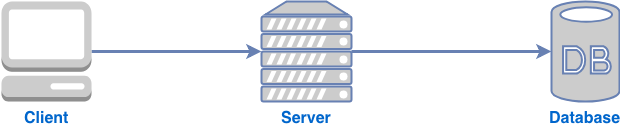 DB
Client
Server
Database